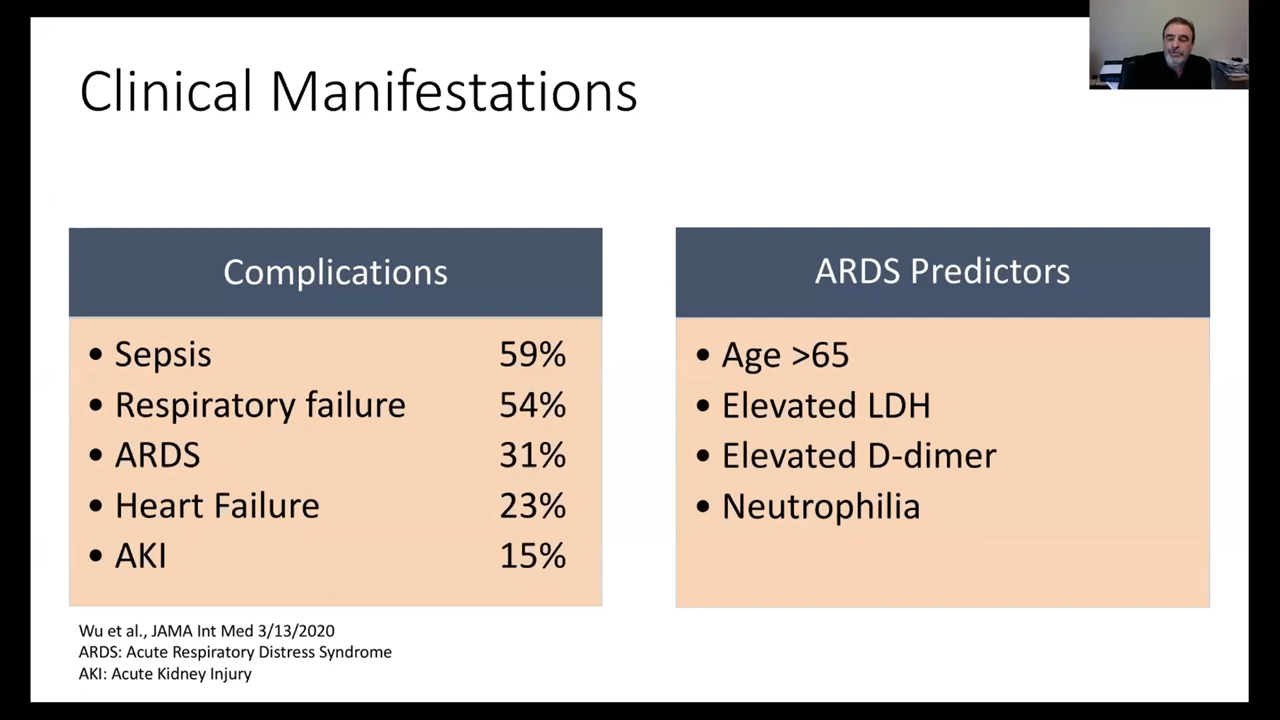 Clinical Manifestations
Complications
• Sepsis 59%
• Respiratory failure 54%
• ARDS 31%
• Heart Failure 23%
• AKI 15%
ARDS Predictors
• Age >65
• Elevated LDH
• Elevated D-dimer
• Neutrophilia
Wu et al., JAMA Int Med 3/13/2020
ARDS: Acute Respiratory Distress Syndrome
AKI: Acute Kidney Injury